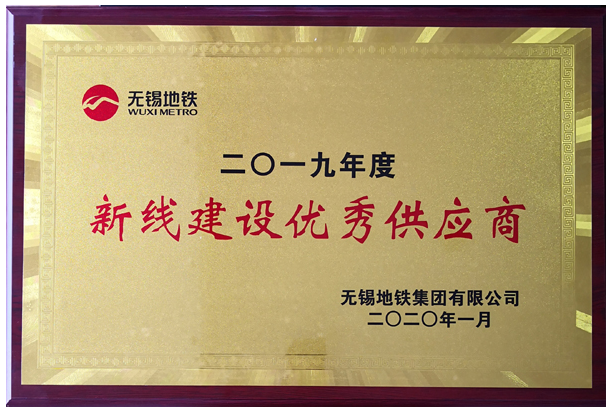 无锡地铁
WUXI METRO
二〇一九年度
新线建设优秀供应商
无锡地铁集团有限公司
二〇二〇年一月